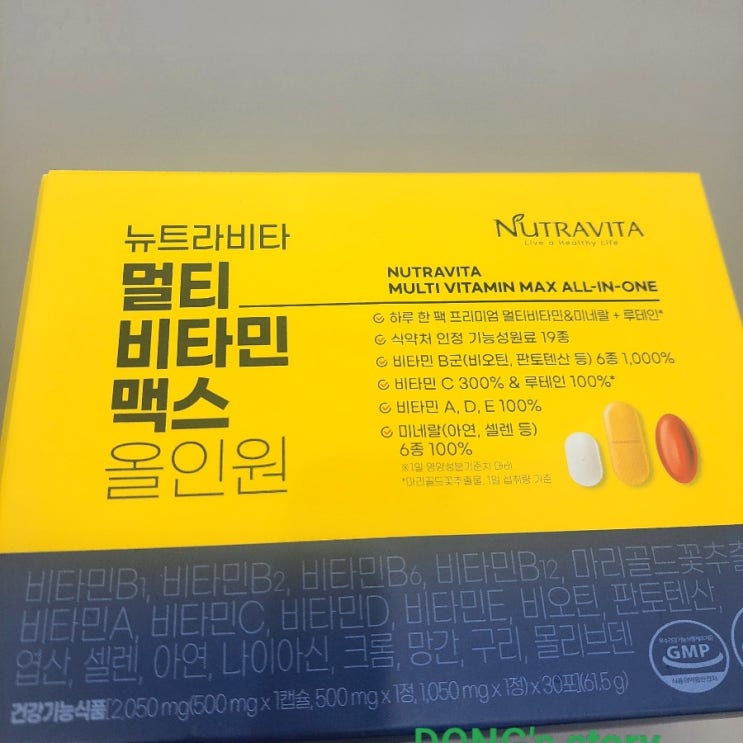 뉴트라비타
멀티
비타민
맥스
올인원
NUTRAVITA
Live a Healthy Life
NUTRAVITA
MULTI VITAMIN MAX ALL-IN-ONE
하루 한 팩 프리미엄 멀티비타민&미네랄 + 루테인*
식약처 인정 기능성원료 19종
비타민 B군(비오틴, 판토텐산 등) 6종 1,000%
비타민 C 300% & 루테인 100%*
비타민 A, D, E 100%
미네랄(아연, 셀렌 등)
6종 100%
※1일 영양성분기준치 대비
*마리골드꽃추출물, 1일 섭취량 기준
비타민B1, 비타민B2, 비타민B6, 비타민B12, 마리골드꽃추출
비타민A, 비타민C, 비타민D, 비타민E, 비오틴, 판토텐산,
엽산, 셀렌, 아연, 나이아신, 크롬, 망간, 구리, 몰리브덴
GMP
식품의약품안전처
건강기능식품 2,050 mg(500 mg x 1캡슐, 500 mg x 1정, 1,050 mg x 1정) x 30포(61.5 g)
DONG's story